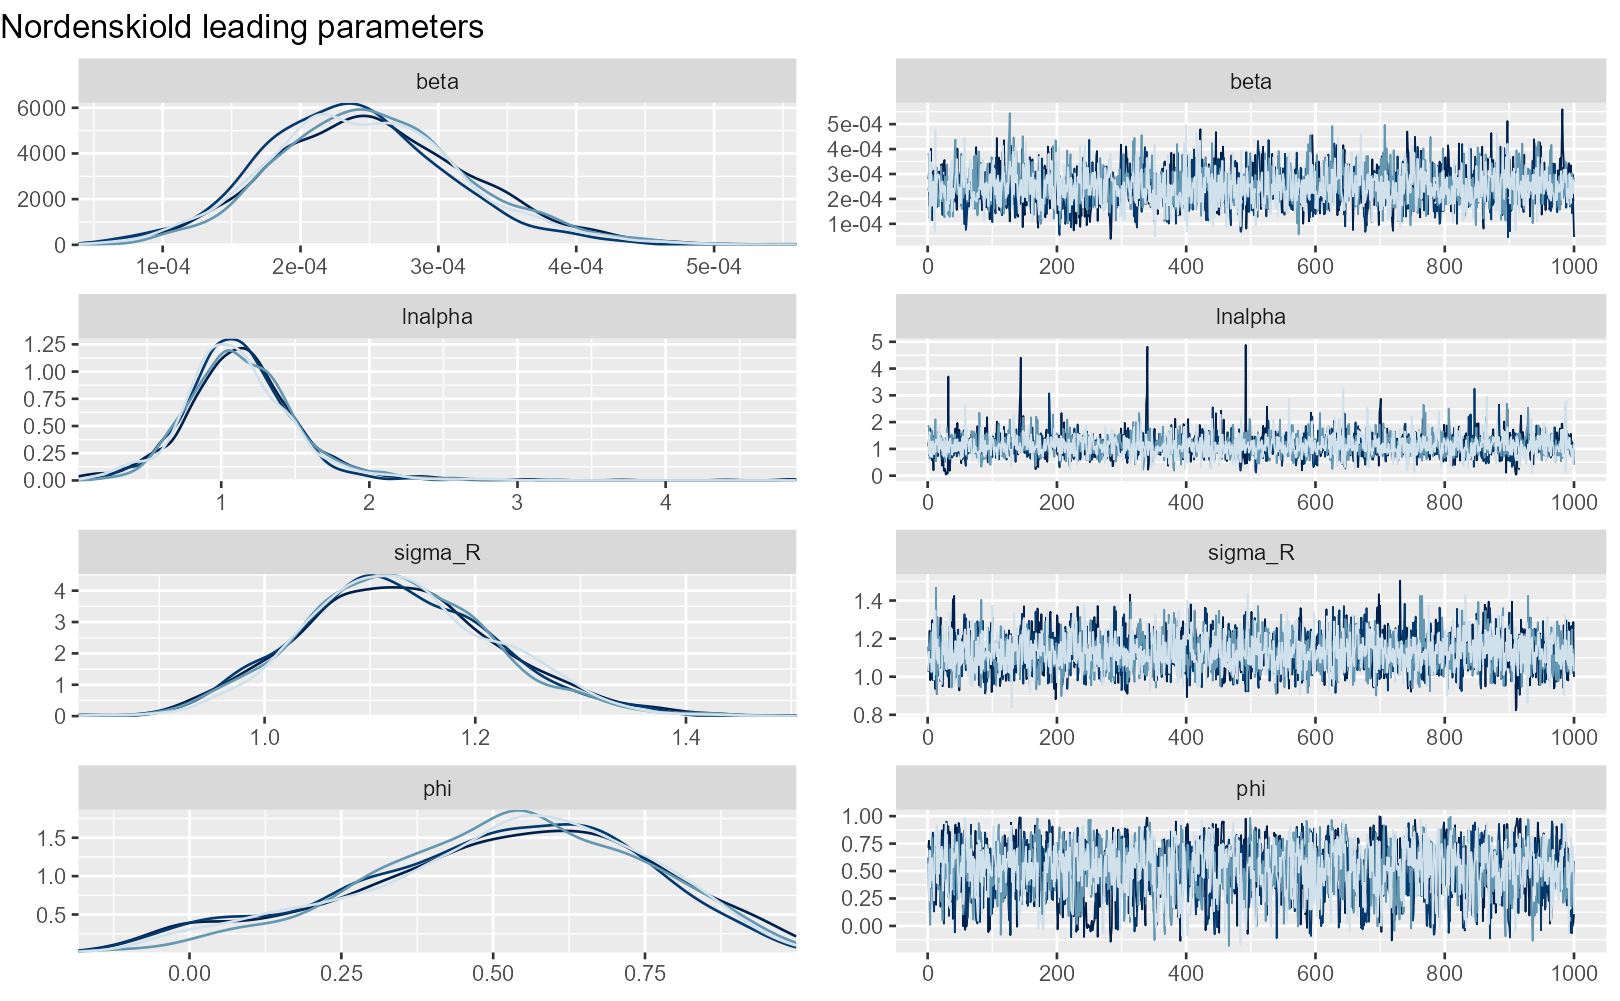 Nordenskiold leading parameters
beta
6000
4000
2000
0
1e-04 2e-04 3e-04 4e-04 5e-04
beta
5e-04
4e-04
3e-04
2e-04
1e-04
0 200 400 600 800 1000
lnalpha
1.25
1.00
0.75
0.50
0.25
0.00
1 2 3 4
lnalpha
5
4
3
2
1
0
0 200 400 600 800 1000
sigma_R
4
3
2
1
0
1.0 1.2 1.4
sigma_R
1.4
1.2
1.0
0.8
0 200 400 600 800 1000
phi
1.5
1.0
0.5
0.00 0.25 0.50 0.75
phi
1.00
0.75
0.50
0.25
0.00
0 200 400 600 800 1000